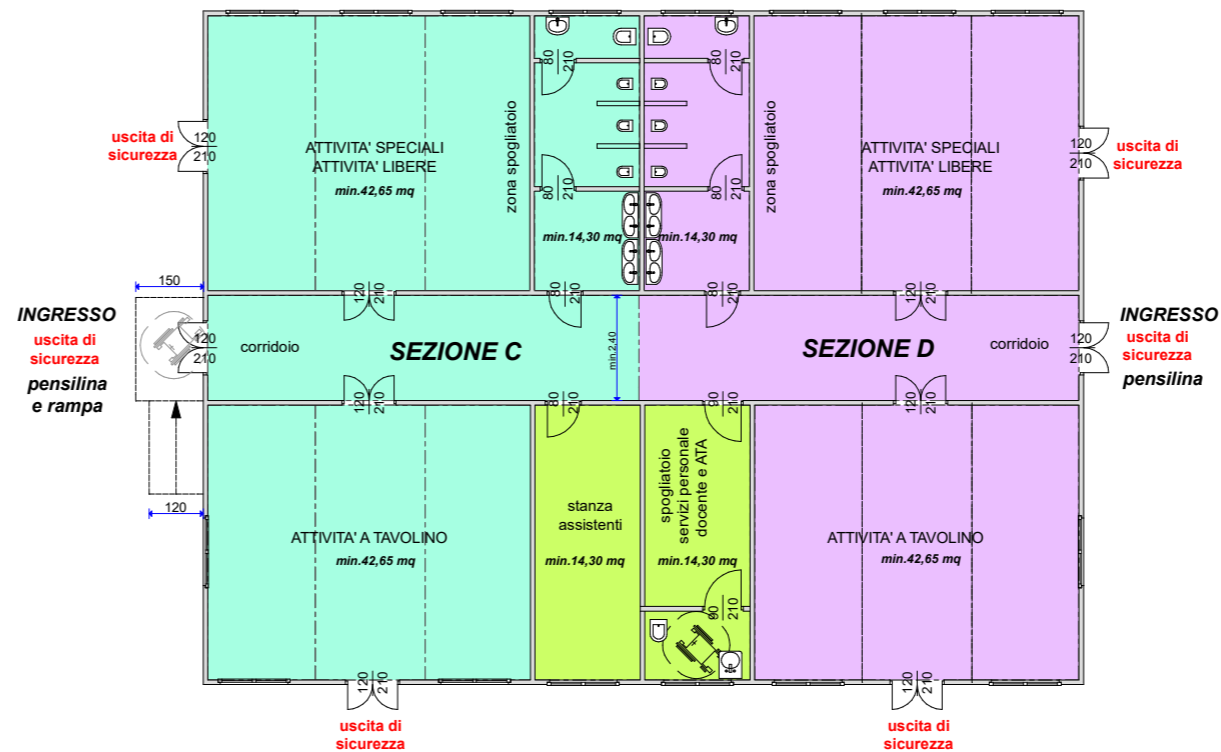 80
210
80
210
uscita di
sicurezza
120
210
ATTIVITA' SPECIALI
ATTIVITA' LIBERE
min.42,65 mq
zona spogliatoio
zona spogliatoio
ATTIVITA' SPECIALI
ATTIVITA' LIBERE
min.42,65 mq
120
210
uscita di
sicurezza
80
210
80
210
min.14,30 mq
min.14,30 mq
150
120
210
80
210
80
210
120
210
INGRESSO
uscita di
sicurezza
pensilina
e rampa
120
210
corridoio
SEZIONE C
min.2,40
SEZIONE D
corridoio
120
210
INGRESSO
uscita di
sicurezza
pensilina
120
210
80
210
90
210
120
210
120
ATTIVITA' A TAVOLINO
min.42,65 mq
stanza
assistenti
min.14,30 mq
spogliatoio
servizi personale
docente e ATA
min.14,30 mq
ATTIVITA' A TAVOLINO
min.42,65 mq
90
210
120
210
120
210
uscita di
sicurezza
uscita di
sicurezza